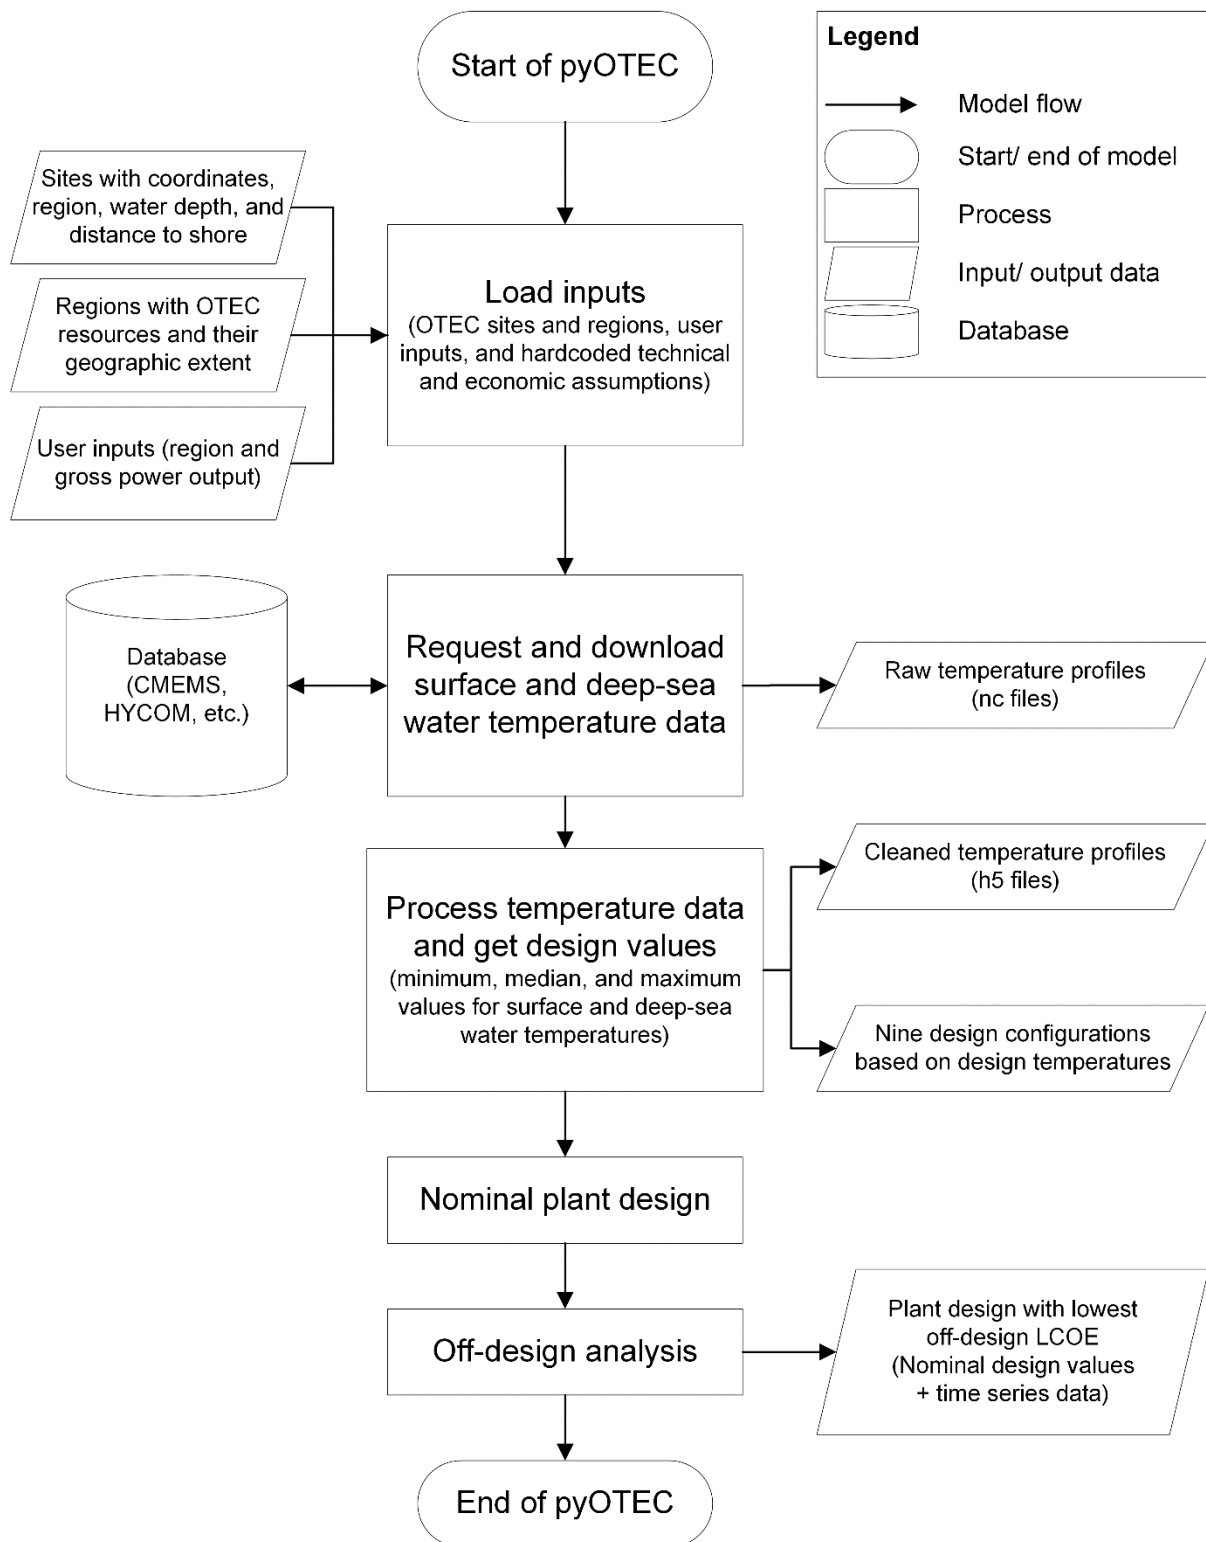 Start of pyOTEC
Legend
Model flow
Start/ end of model
Process
Input/ output data
Database
Sites with coordinates,
region, water depth, and
distance to shore
Regions with OTEC
resources and their
geographic extent
User inputs (region and
gross power output)
Load inputs
(OTEC sites and regions, user
inputs, and hardcoded technical
and economic assumptions)
Database
(CMEMS,
HYCOM, etc.)
Request and download
surface and deep-sea
water temperature data
Raw temperature profiles
(nc files)
Process temperature data
and get design values
(minimum, median, and maximum
values for surface and deep-sea
water temperatures)
Cleaned temperature profiles
(h5 files)
Nine design configurations
based on design temperatures
Nominal plant design
Off-design analysis
Plant design with lowest
off-design LCOE
(Nominal design values
+ time series data)
End of pyOTEC